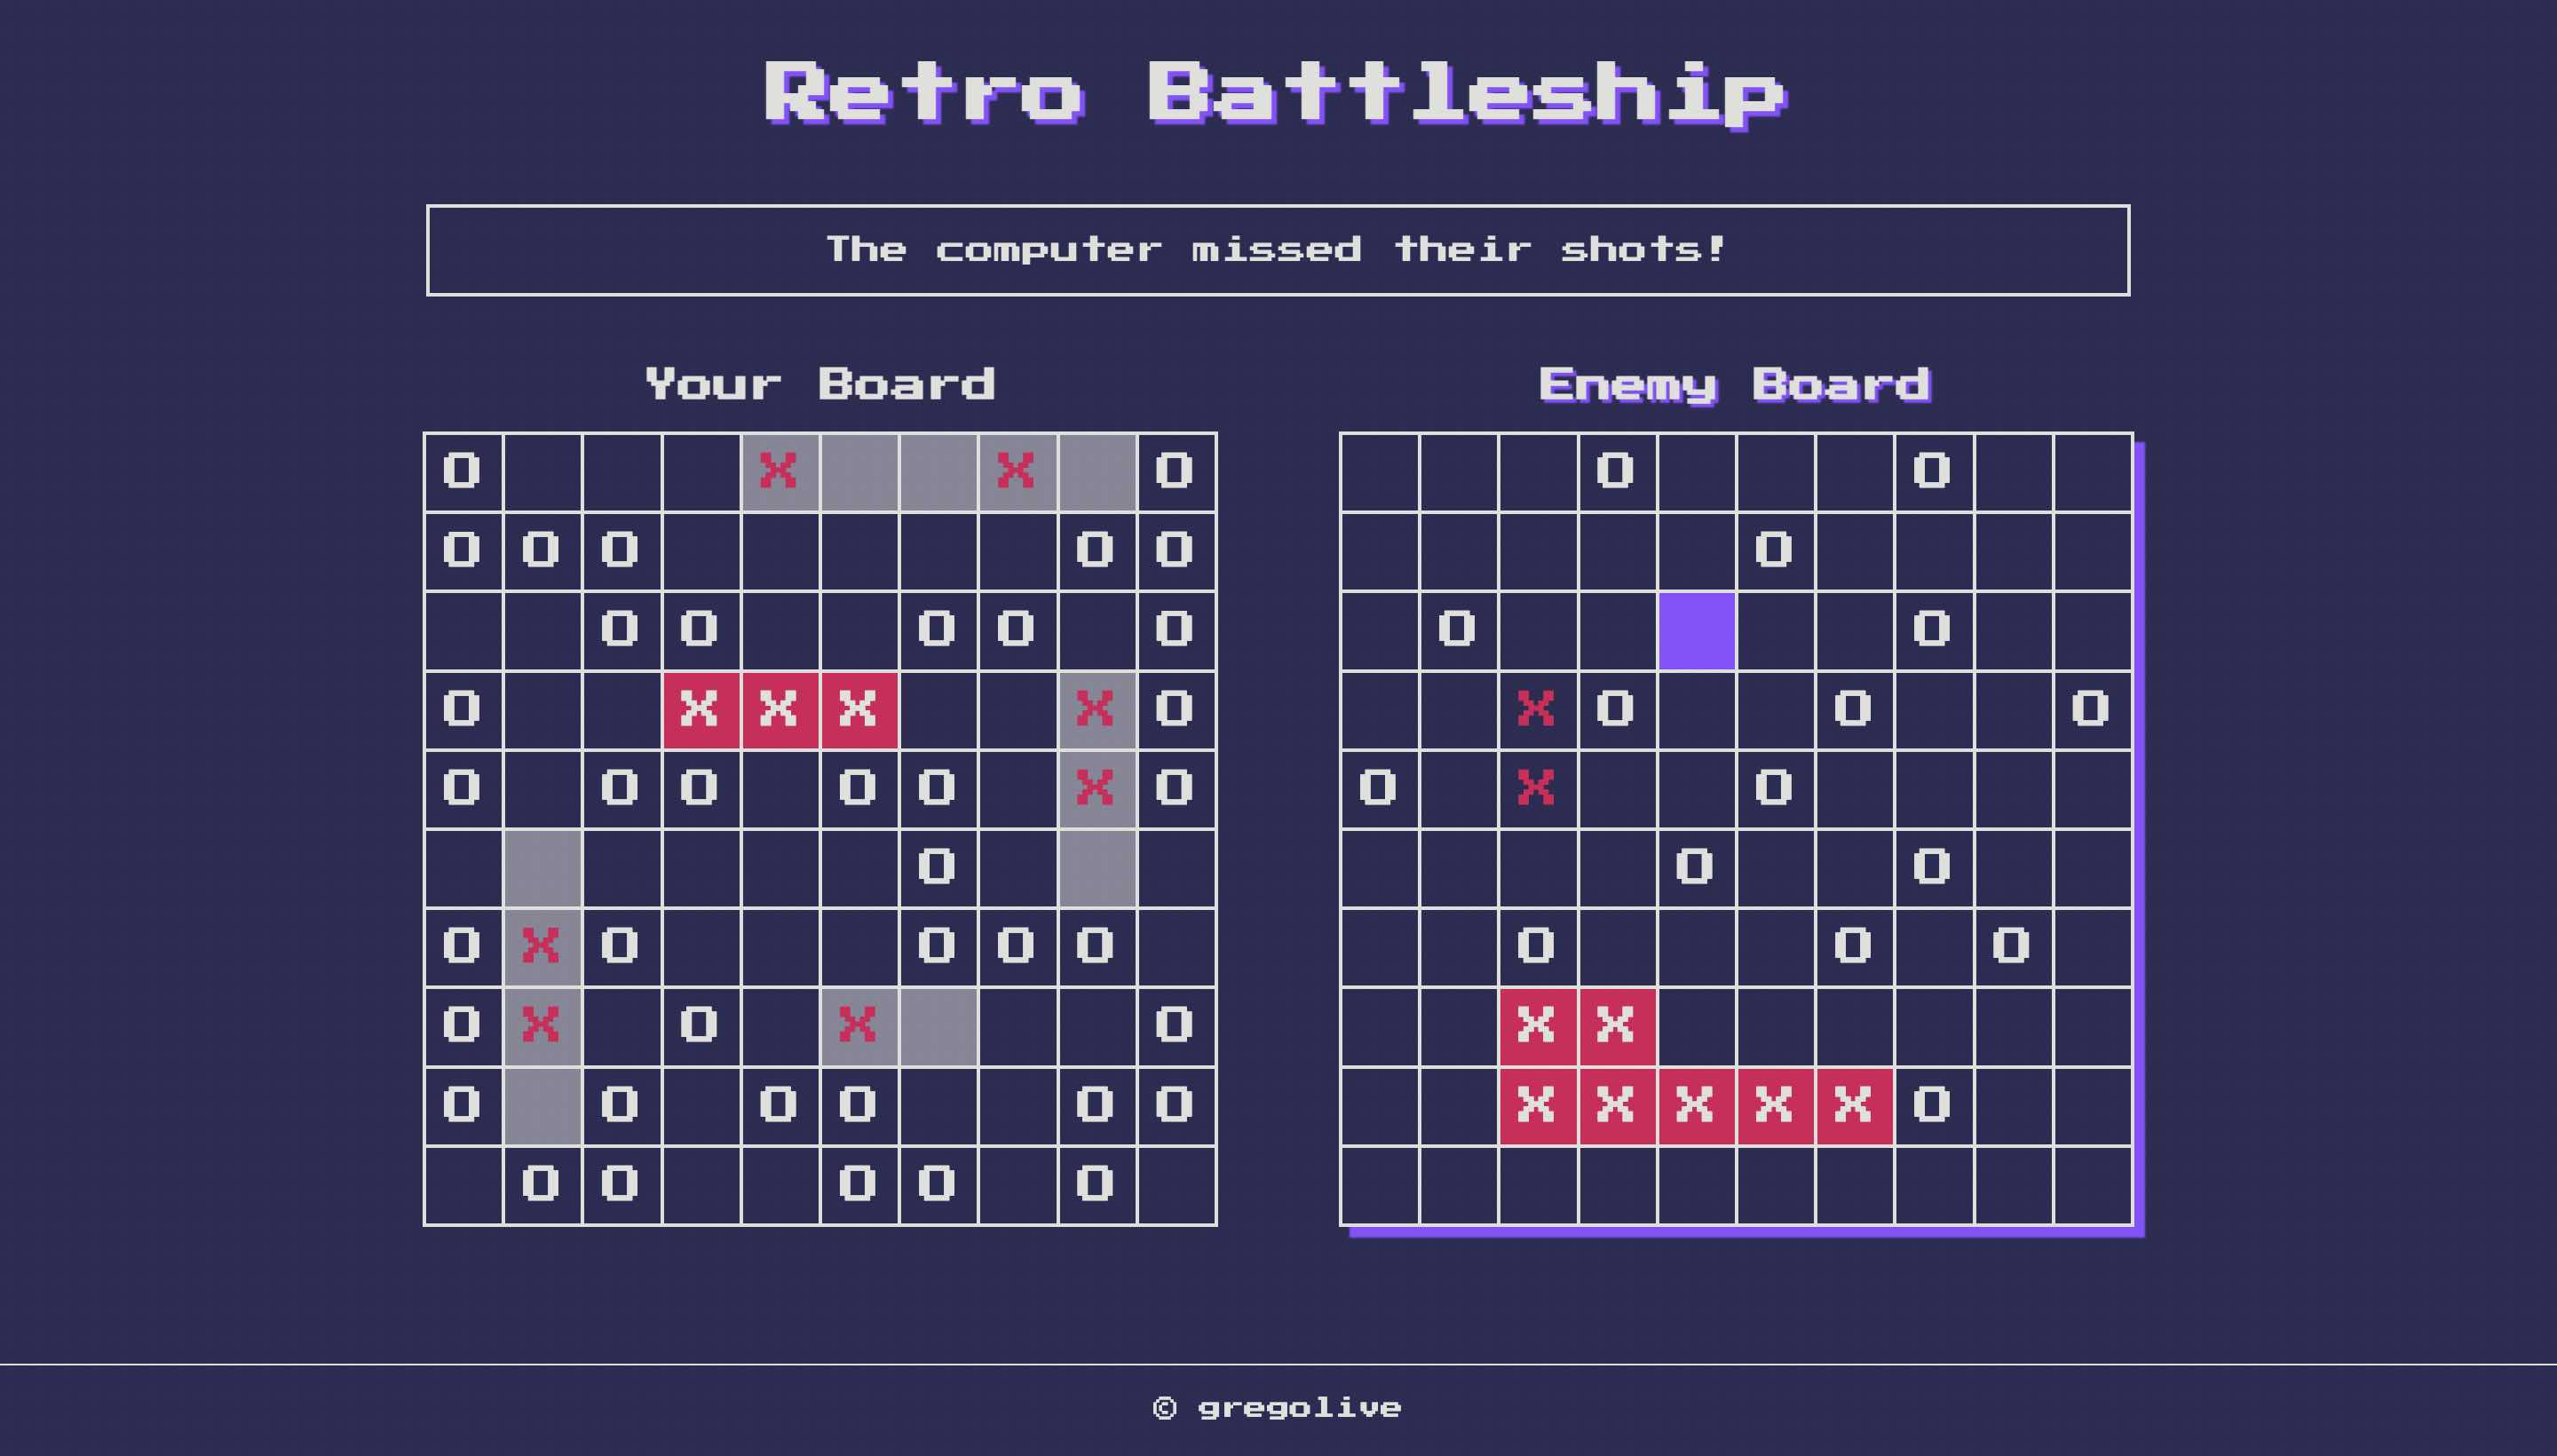 Retro Battleship
The computer missed their shots!
Your Board
Enemy Board
O X X O
O O O O O
O O O O O
O X X X X O
O O O O O X O
O
O X O O O O
O X O X O
O O O O O O
O O O O O
O O
O
O O
X O O O
O X O
O O
O O O
X X
X X X X X O
© gregolive